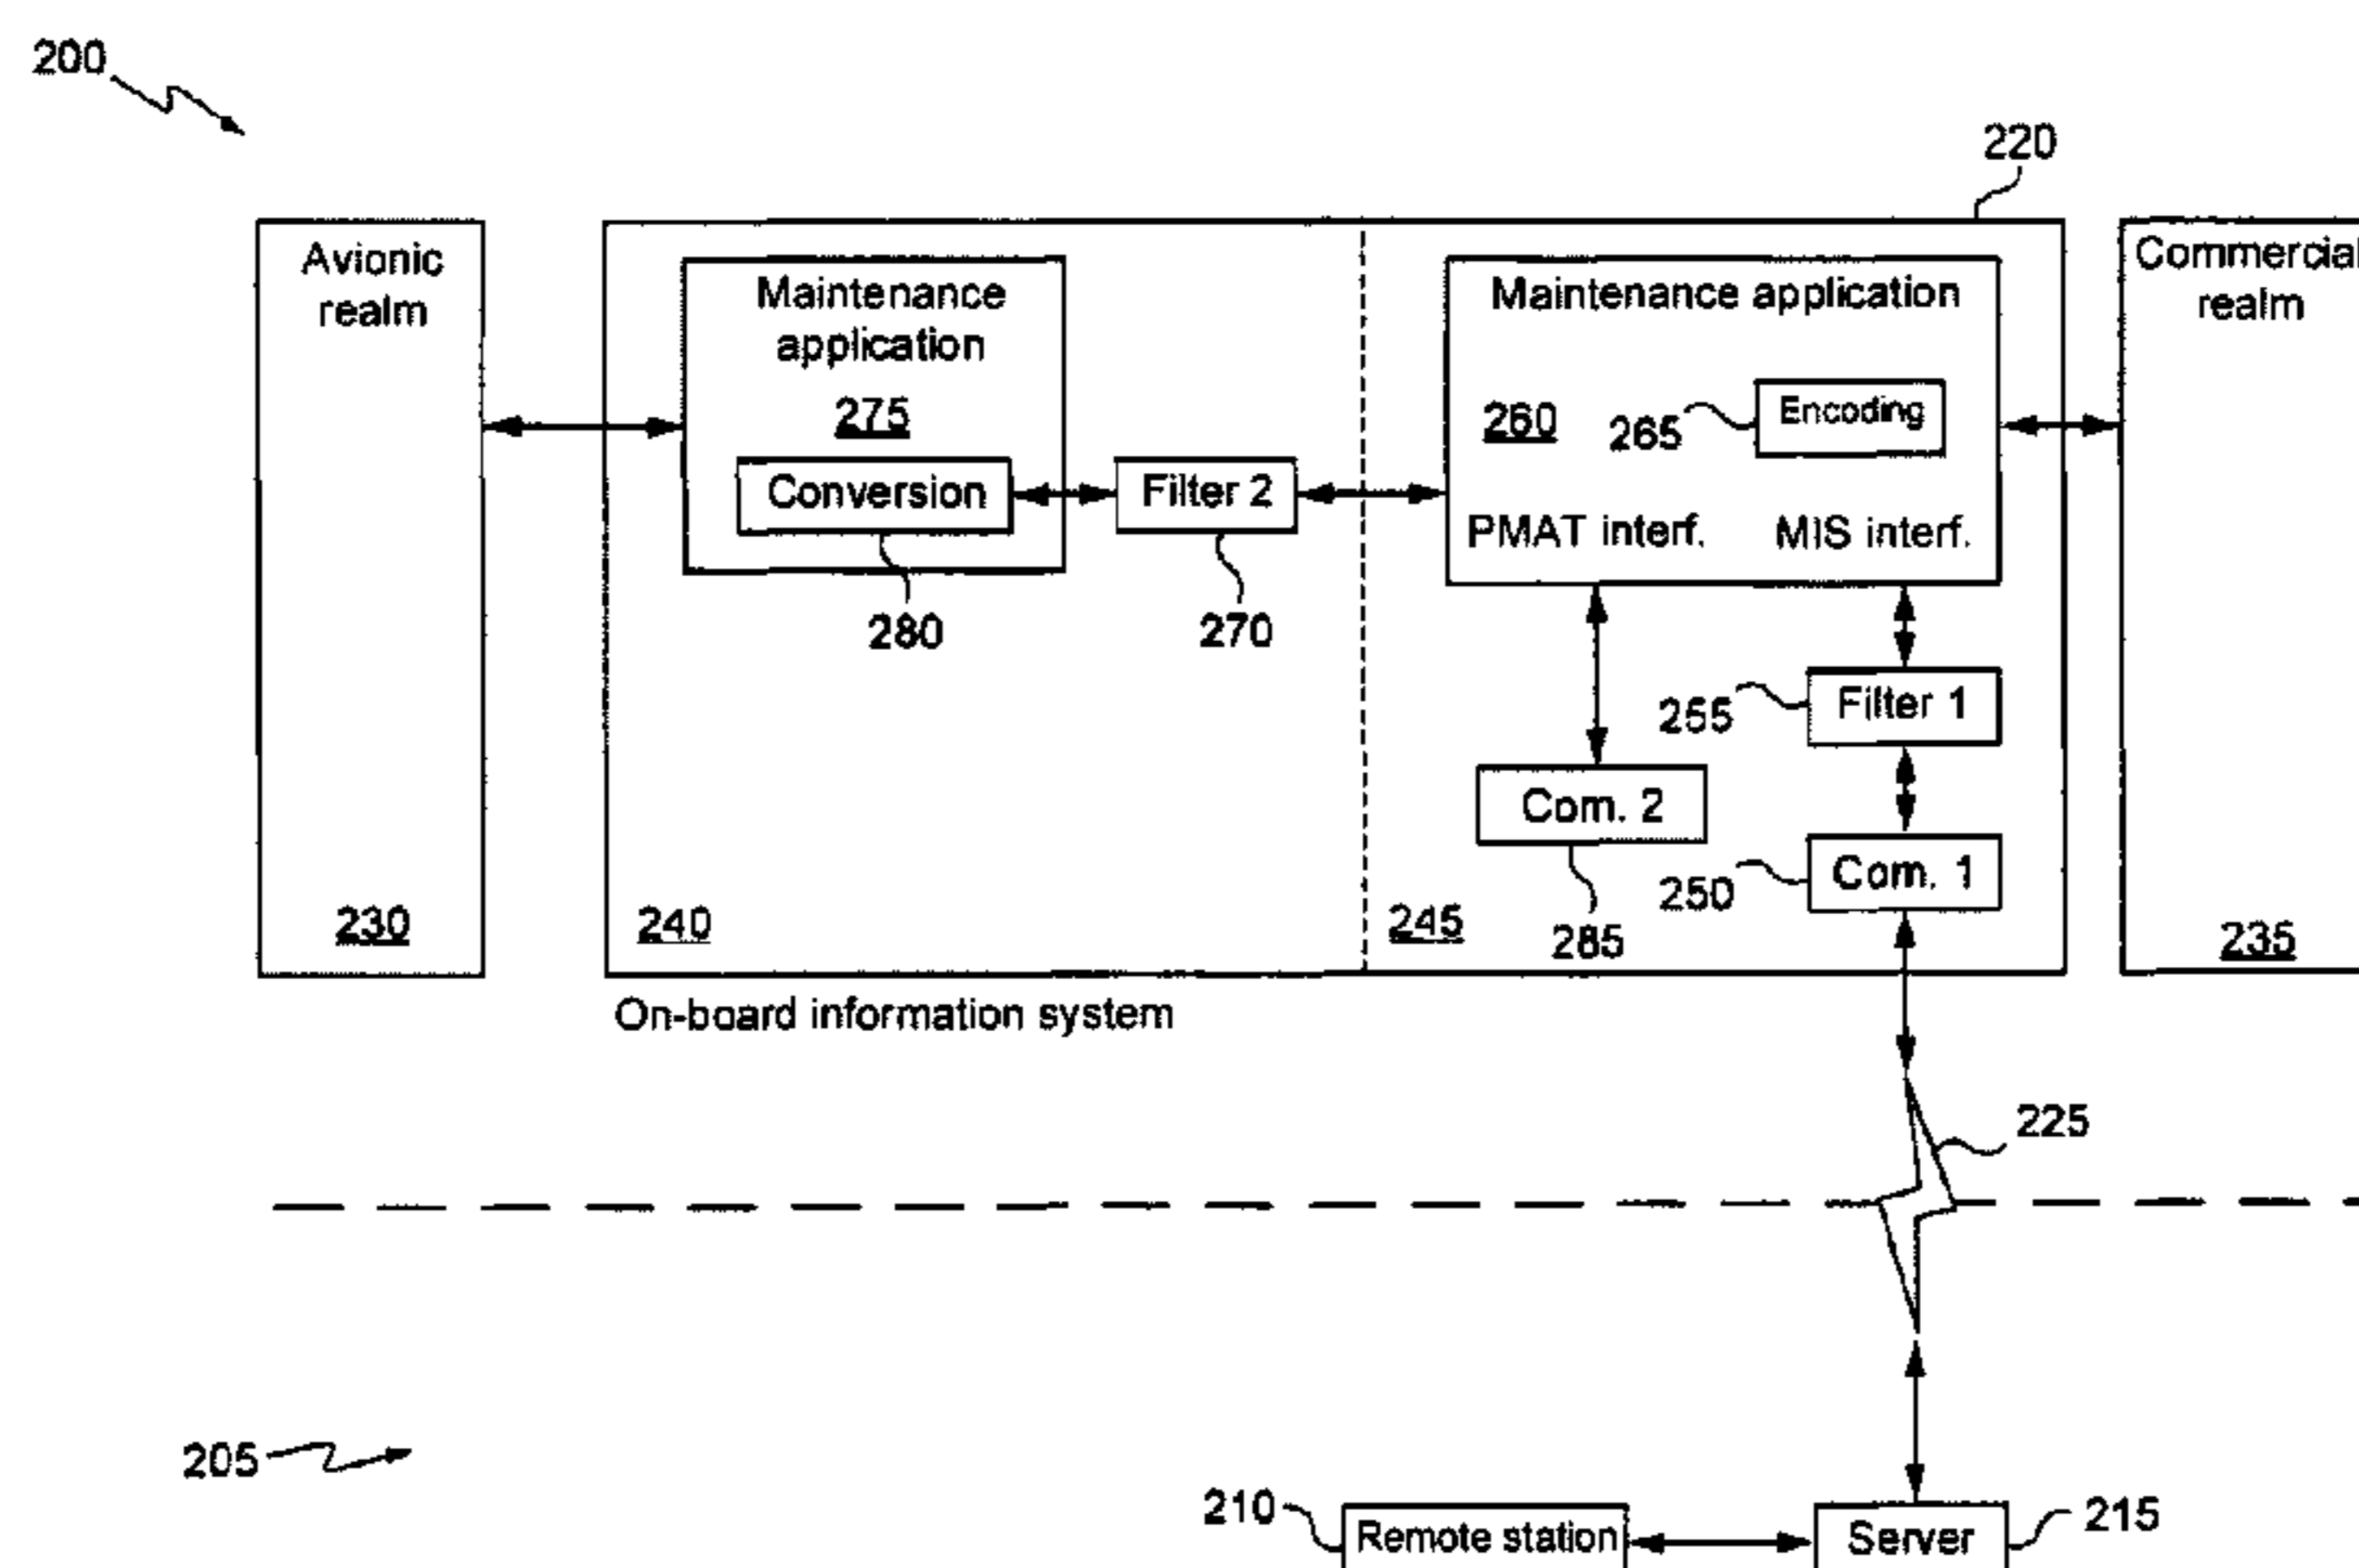 200
220
Avionic
realm
Maintenance
application
275
Conversion
280
Filter 2
270
Maintenance application
260
265
Encoding
PMAT interf.
MIS interf.
Commercial
realm
255
Filter 1
Com. 2
285
250
Com. 1
230
240
245
235
On-board information system
225
205
210
Remote station
Server
215